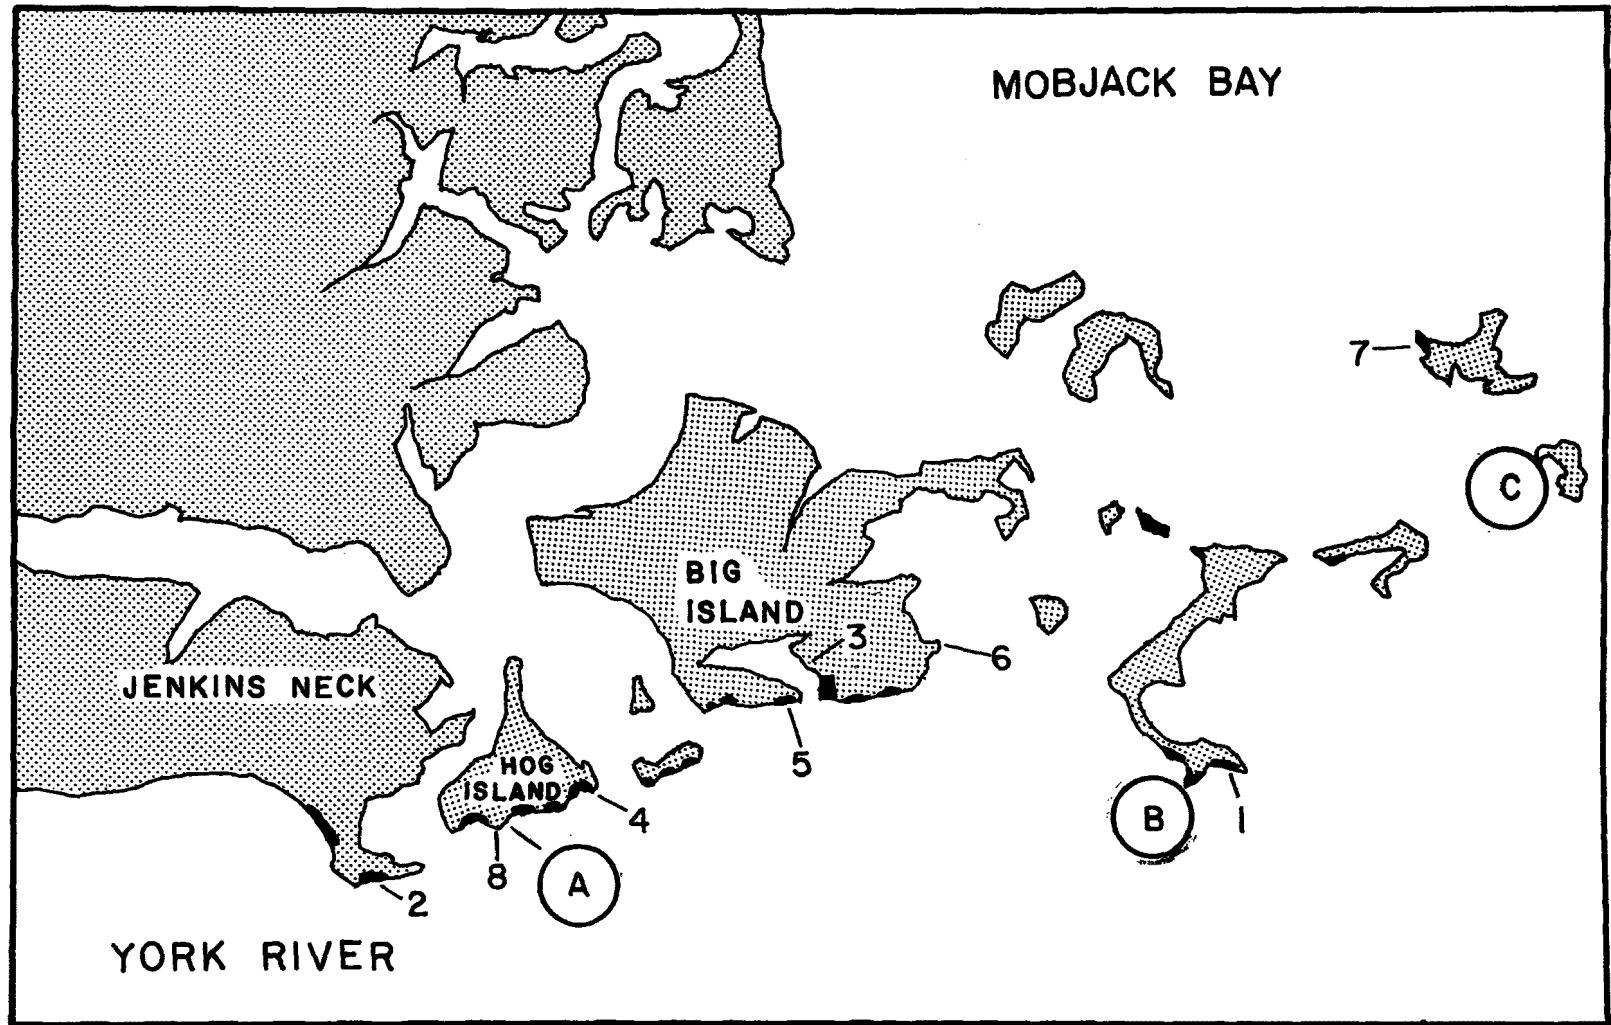 MOBJACK BAY
7
C
BIG
ISLAND
3
6
JENKINS NECK
HOG
ISLAND
5
4
B
1
8
A
2
YORK RIVER